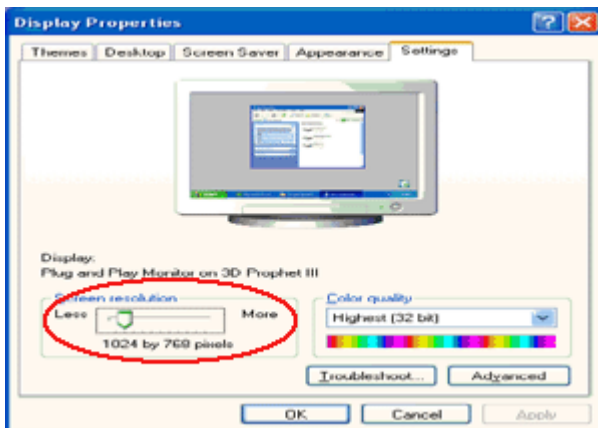 Display Properties
Themes Desktop Screen Saver Appearance Settings
Display:
Plug and Play Monitor on 3D Prophet III
Screen resolution
Less More
1024 by 768 pixels
Color quality
Highest (32 bit)
Troubleshoot... Advanced
OK Cancel Apply